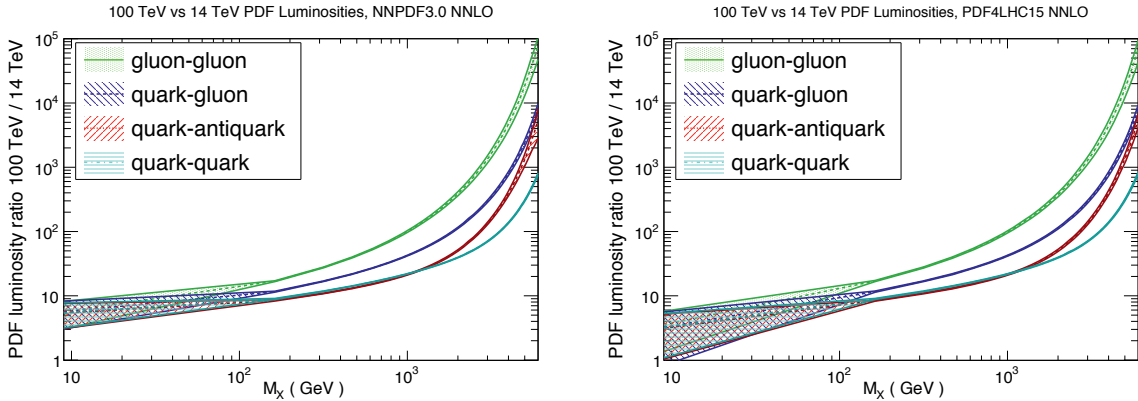 100 TeV vs 14 TeV PDF Luminosities, NNPDF3.0 NNLO
PDF luminosity ratio 100 TeV / 14 TeV
10^5
10^4
10^3
10^2
10
1
gluon-gluon
quark-gluon
quark-antiquark
quark-quark
10
10^2
10^3
M_X ( GeV )
100 TeV vs 14 TeV PDF Luminosities, PDF4LHC15 NNLO
PDF luminosity ratio 100 TeV / 14 TeV
10^5
10^4
10^3
10^2
10
1
gluon-gluon
quark-gluon
quark-antiquark
quark-quark
10
10^2
10^3
M_X ( GeV )